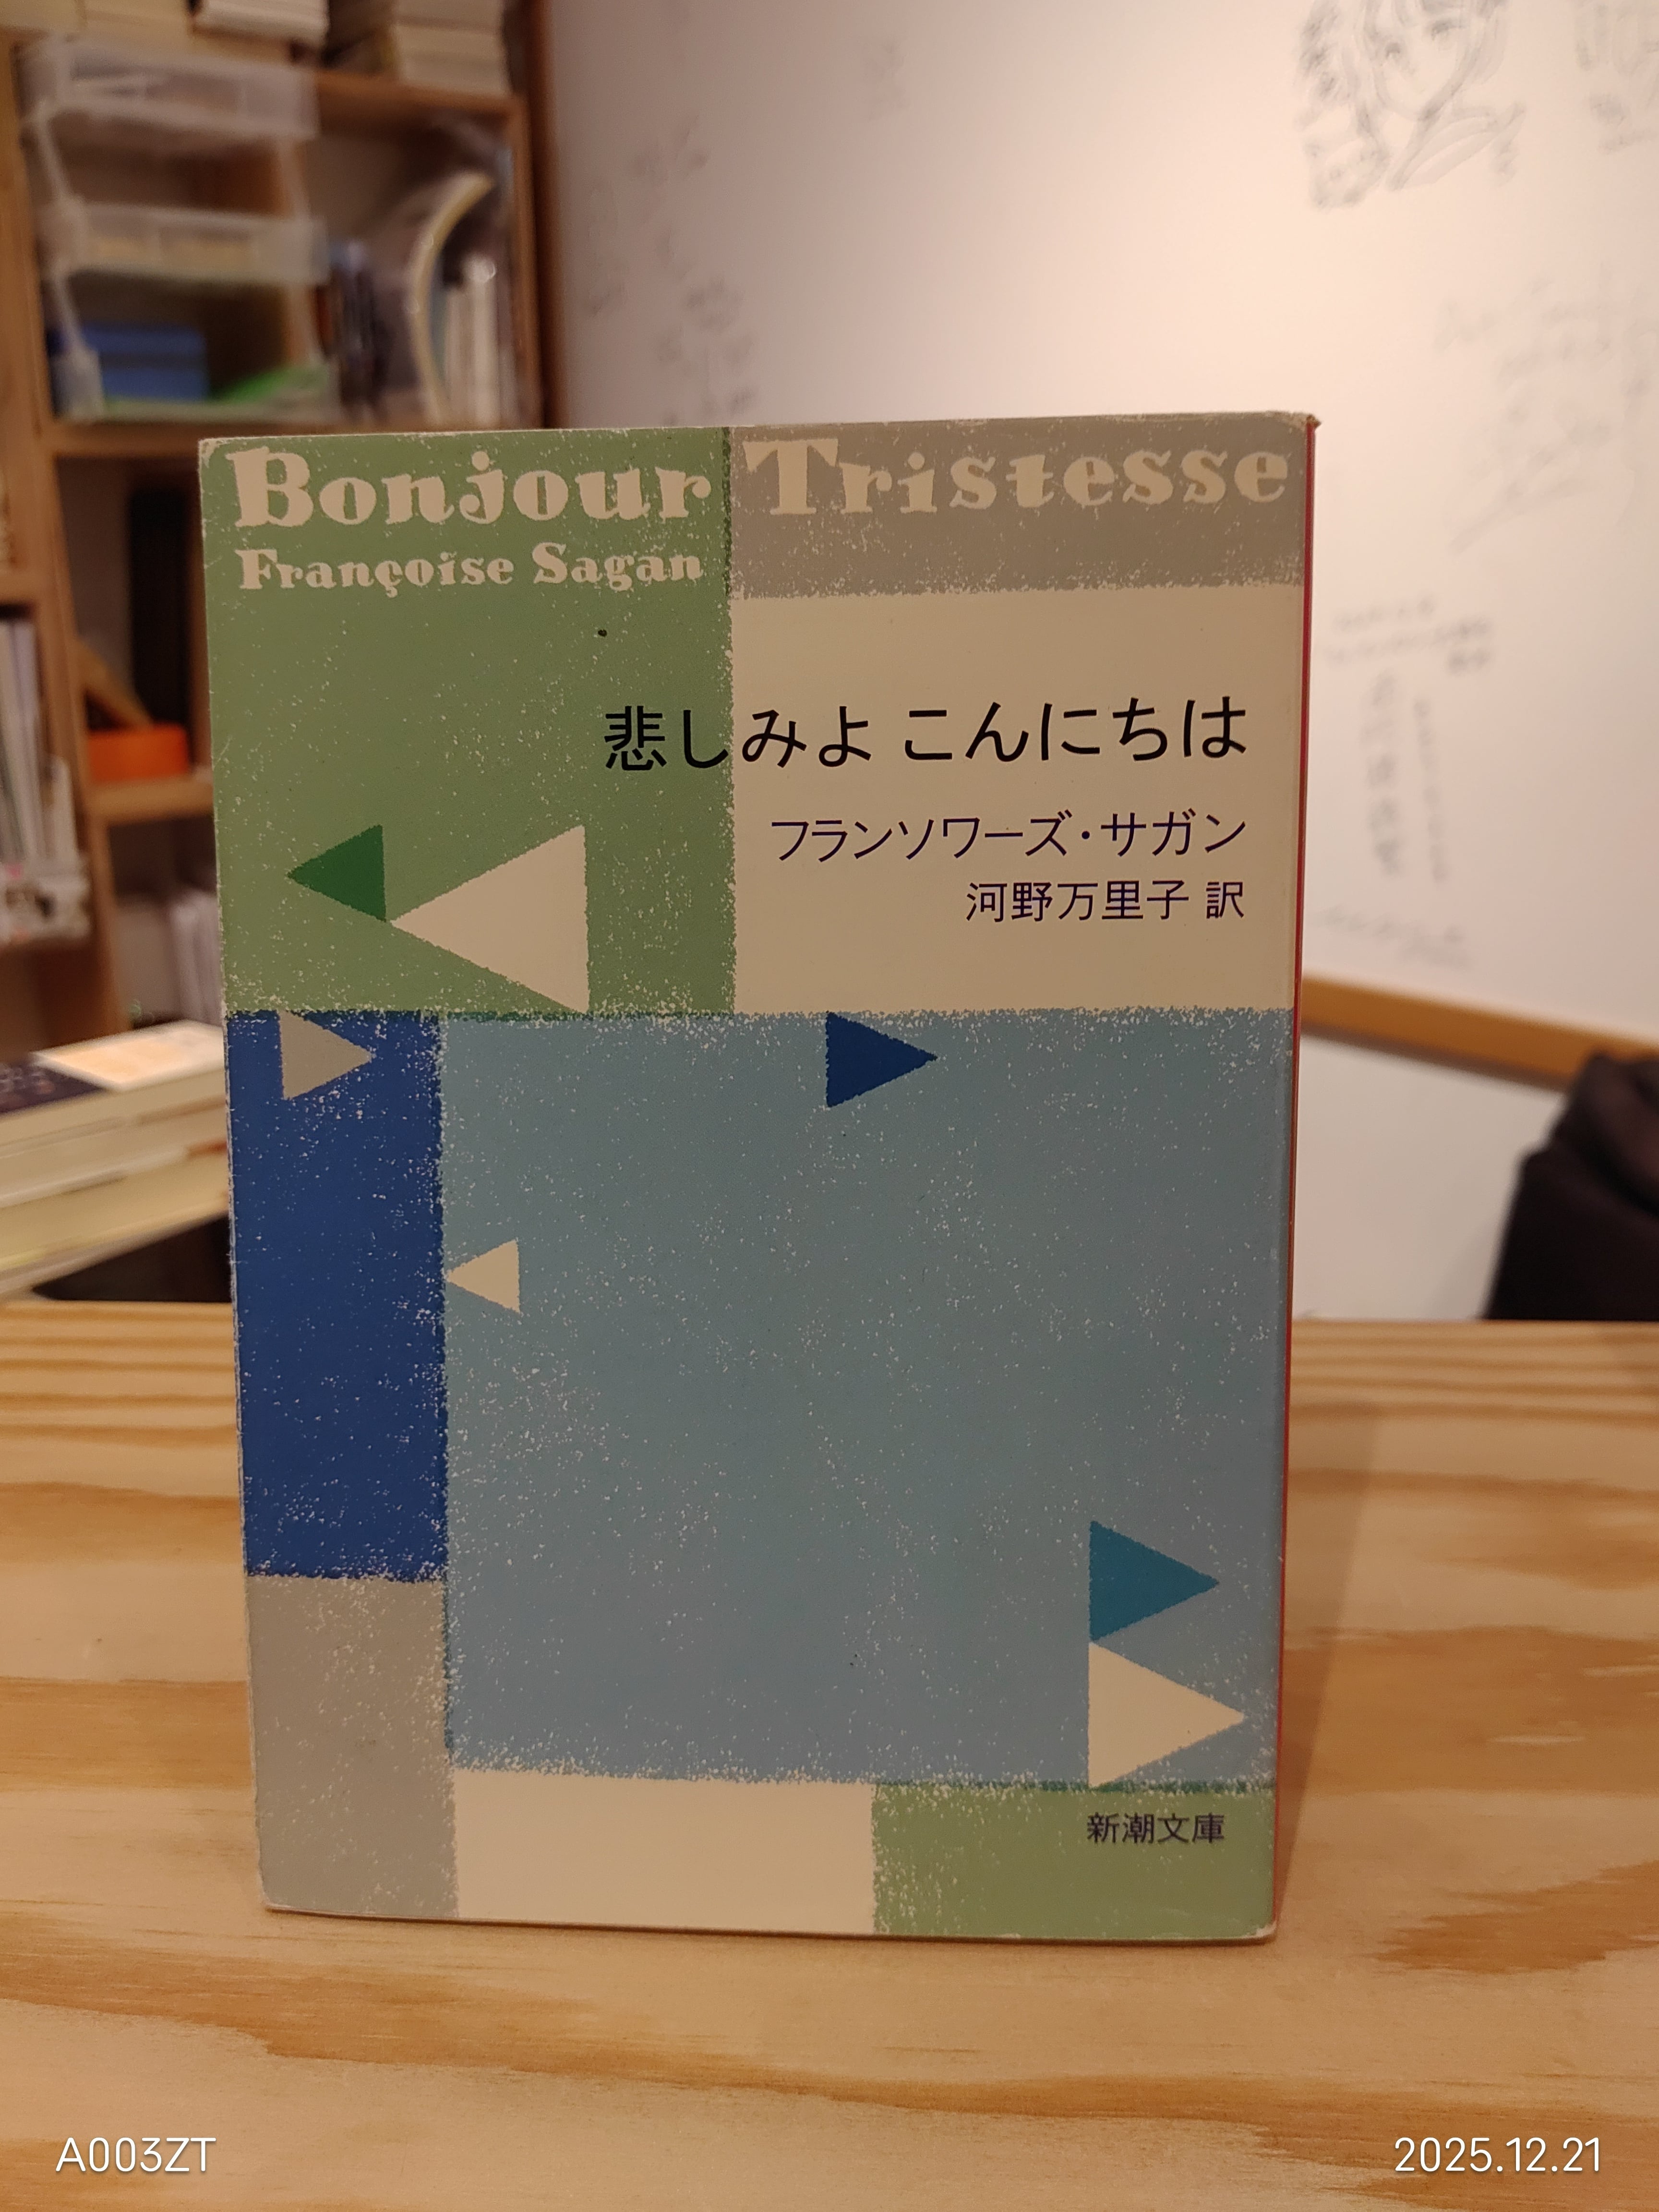 Bonjour Tristesse
Françoise Sagan
悲しみよ こんにちは
フランソワーズ・サガン
河野万里子 訳
新潮文庫
A003ZT
2025.12.21